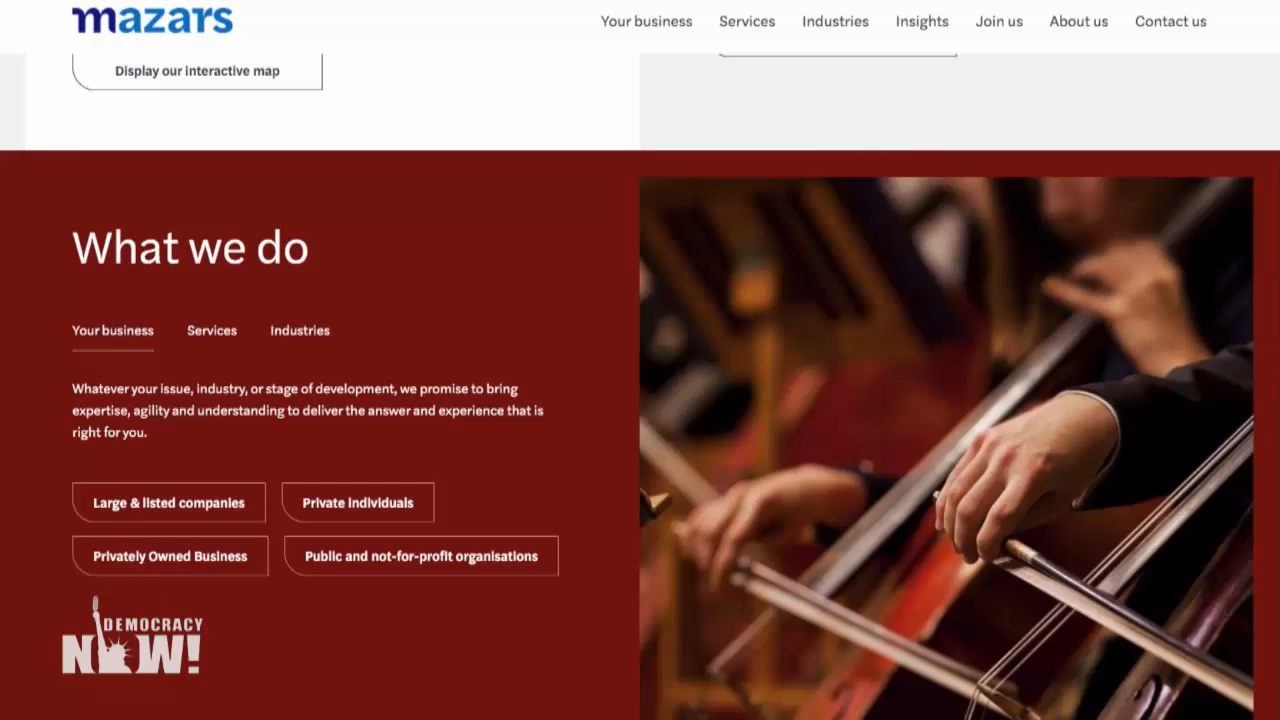 mazars
Your business Services Industries Insights Join us About us Contact us
Display our interactive map
What we do
Your business Services Industries
Whatever your issue, industry, or stage of development, we promise to bring
expertise, agility and understanding to deliver the answer and experience that is
right for you.
Large & listed companies
Private individuals
Privately Owned Business
Public and not-for-profit organisations
DEMOCRACY
NOW!